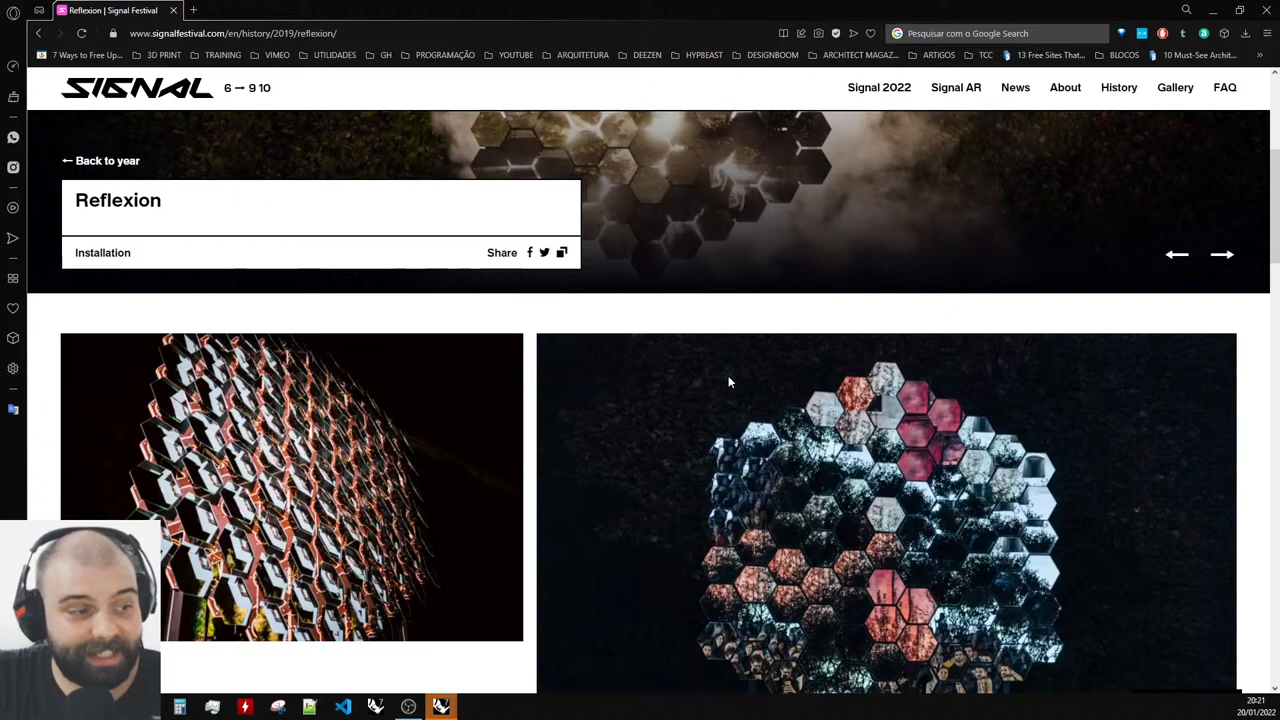 Reflexion | Signal Festival
www.signalfestival.com/en/history/2019/reflexion/
Pesquisar com o Google Search
7 Ways to Free Up...
3D PRINT
TRAINING
VIMEO
UTILIDADES
GH
PROGRAMAÇÃO
YOUTUBE
ARQUITETURA
DEEZEN
HYPBEAST
DESIGNBOOM
ARCHITECT MAGAZ...
ARTIGOS
TCC
13 Free Sites That...
BLOCOS
10 Must-See Archit...
SIGNAL
6 → 9 10
Signal 2022
Signal AR
News
About
History
Gallery
FAQ
← Back to year
Reflexion
Installation
Share
20:21
20/01/2022